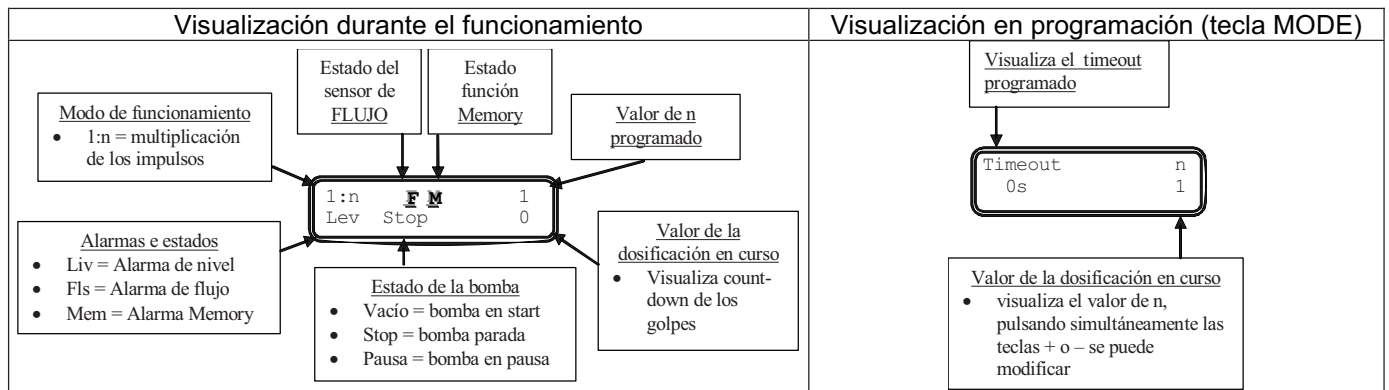 Visualización durante el funcionamiento
Visualización en programación (tecla MODE)
Estado del
sensor de
FLUJO
Estado
función
Memory
Modo de funcionamiento
• 1:n = multiplicación
de los impulsos
Valor de n
programado
1:n F M 1
Lev Stop 0
Alarmas e estados
• Liv = Alarma de nivel
• Fls = Alarma de flujo
• Mem = Alarma Memory
Estado de la bomba
• Vacío = bomba en start
• Stop = bomba parada
• Pausa = bomba en pausa
Valor de la
dosificación en curso
• Visualiza count-
down de los
golpes
Visualiza el timeout
programado
Timeout n
0s 1
Valor de la dosificación en curso
• visualiza el valor de n,
pulsando simultáneamente las
teclas + o – se puede
modificar